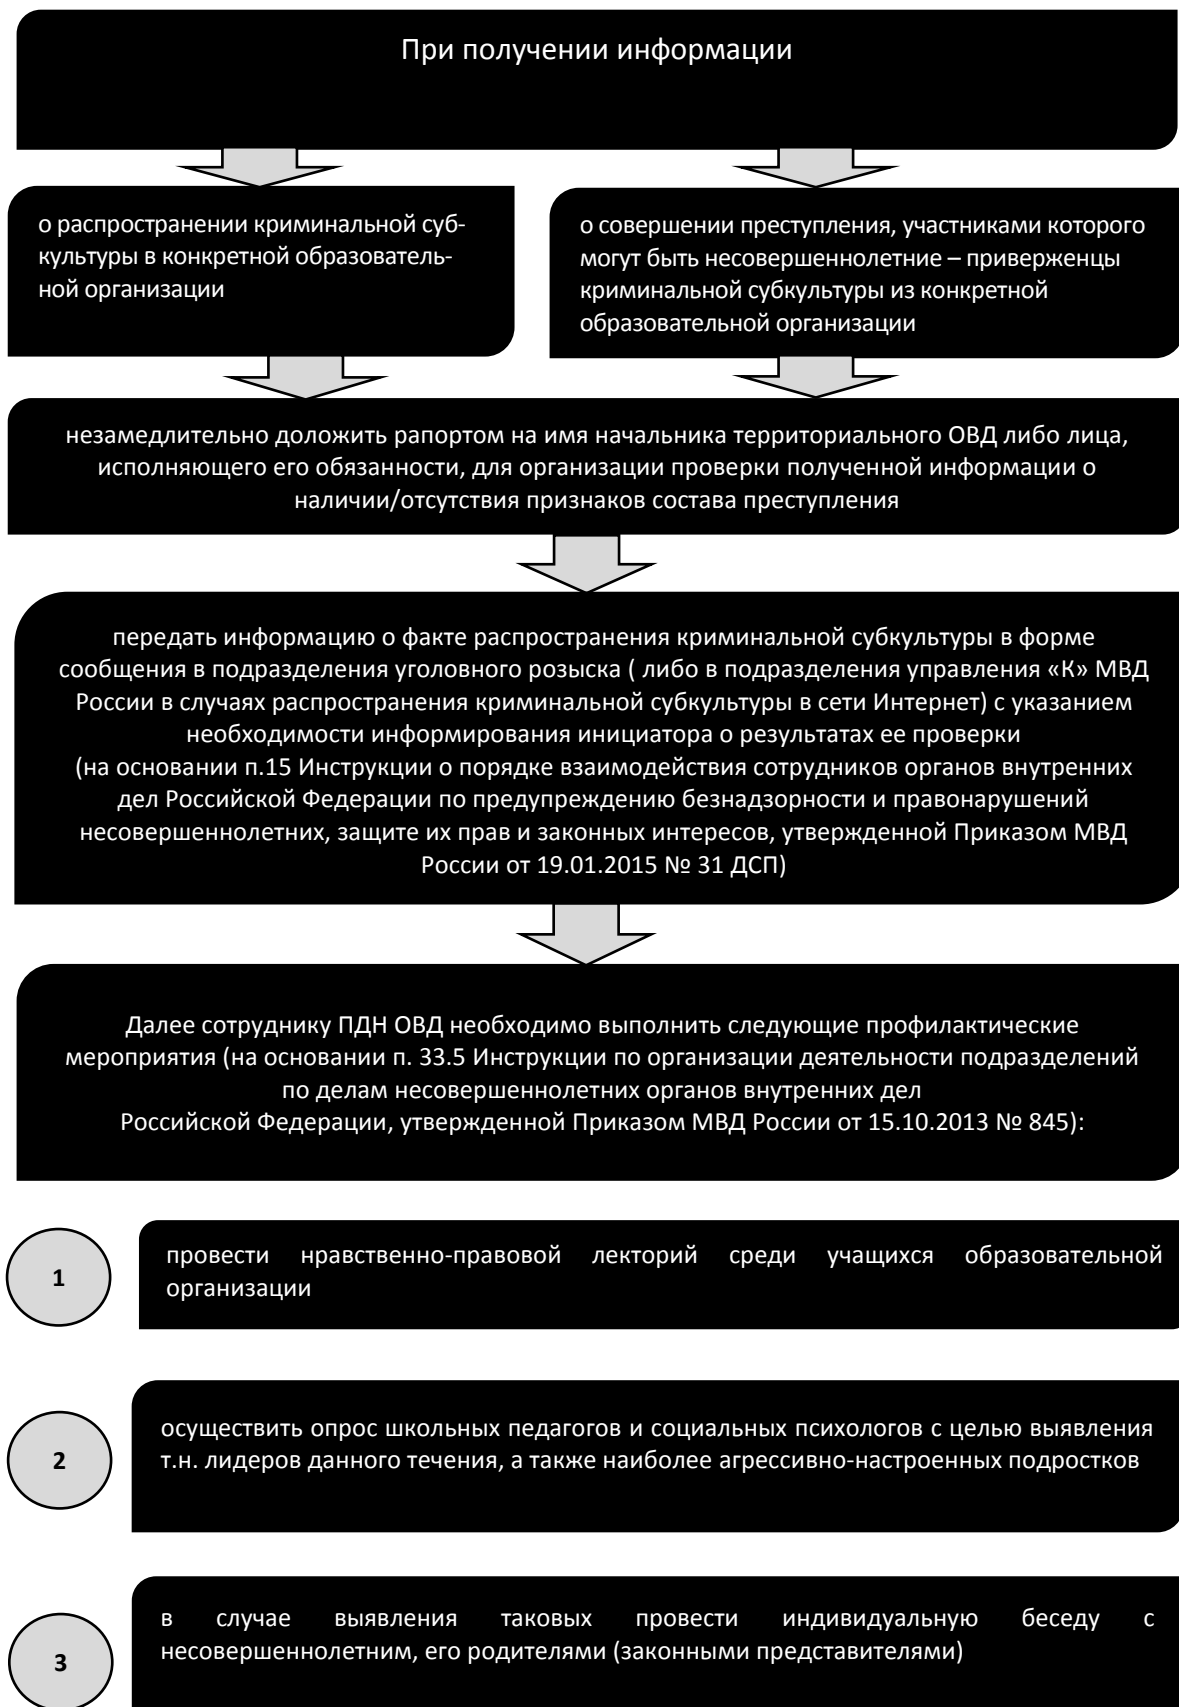 При получении информации
о распространении криминальной суб-
культуры в конкретной образователь-
ной организации
о совершении преступления, участниками которого
могут быть несовершеннолетние – приверженцы
криминальной субкультуры из конкретной
образовательной организации
незамедлительно доложить рапортом на имя начальника территориального ОВД либо лица,
исполняющего его обязанности, для организации проверки полученной информации о
наличии/отсутствия признаков состава преступления
передать информацию о факте распространения криминальной субкультуры в форме
сообщения в подразделения уголовного розыска ( либо в подразделения управления «К» МВД
России в случаях распространения криминальной субкультуры в сети Интернет) с указанием
необходимости информирования инициатора о результатах ее проверки
(на основании п.15 Инструкции о порядке взаимодействия сотрудников органов внутренних
дел Российской Федерации по предупреждению безнадзорности и правонарушений
несовершеннолетних, защите их прав и законных интересов, утвержденной Приказом МВД
России от 19.01.2015 № 31 ДСП)
Далее сотруднику ПДН ОВД необходимо выполнить следующие профилактические
мероприятия (на основании п. 33.5 Инструкции по организации деятельности подразделений
по делам несовершеннолетних органов внутренних дел
Российской Федерации, утвержденной Приказом МВД России от 15.10.2013 № 845):
1
провести нравственно-правовой лекторий среди учащихся образовательной
организации
2
осуществить опрос школьных педагогов и социальных психологов с целью выявления
т.н. лидеров данного течения, а также наиболее агрессивно-настроенных подростков
3
в случае выявления таковых провести индивидуальную беседу с
несовершеннолетним, его родителями (законными представителями)